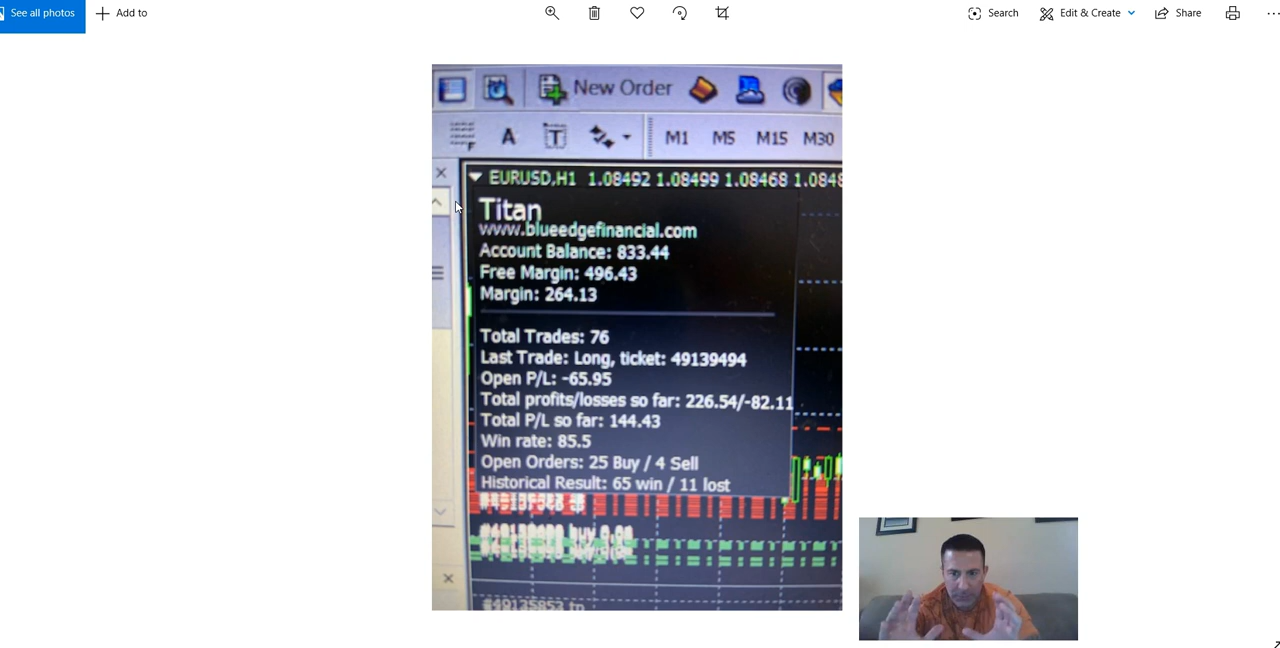 See all photos
Add to
Search
Edit & Create
Share
New Order
F A T M1 M5 M15 M30
EURUSD,H1 1.08492 1.08499 1.08468
Titan
www.blueedgefinancial.com
Account Balance: 833.44
Free Margin: 496.43
Margin: 264.13
Total Trades: 76
Last Trade: Long, ticket: 49139494
Open P/L: -65.95
Total profits/losses so far: 226.54/-82.11
Total P/L so far: 144.43
Win rate: 85.5
Open Orders: 25 Buy / 4 Sell
Historical Result: 65 win / 11 lost
buy
#49135853 tp